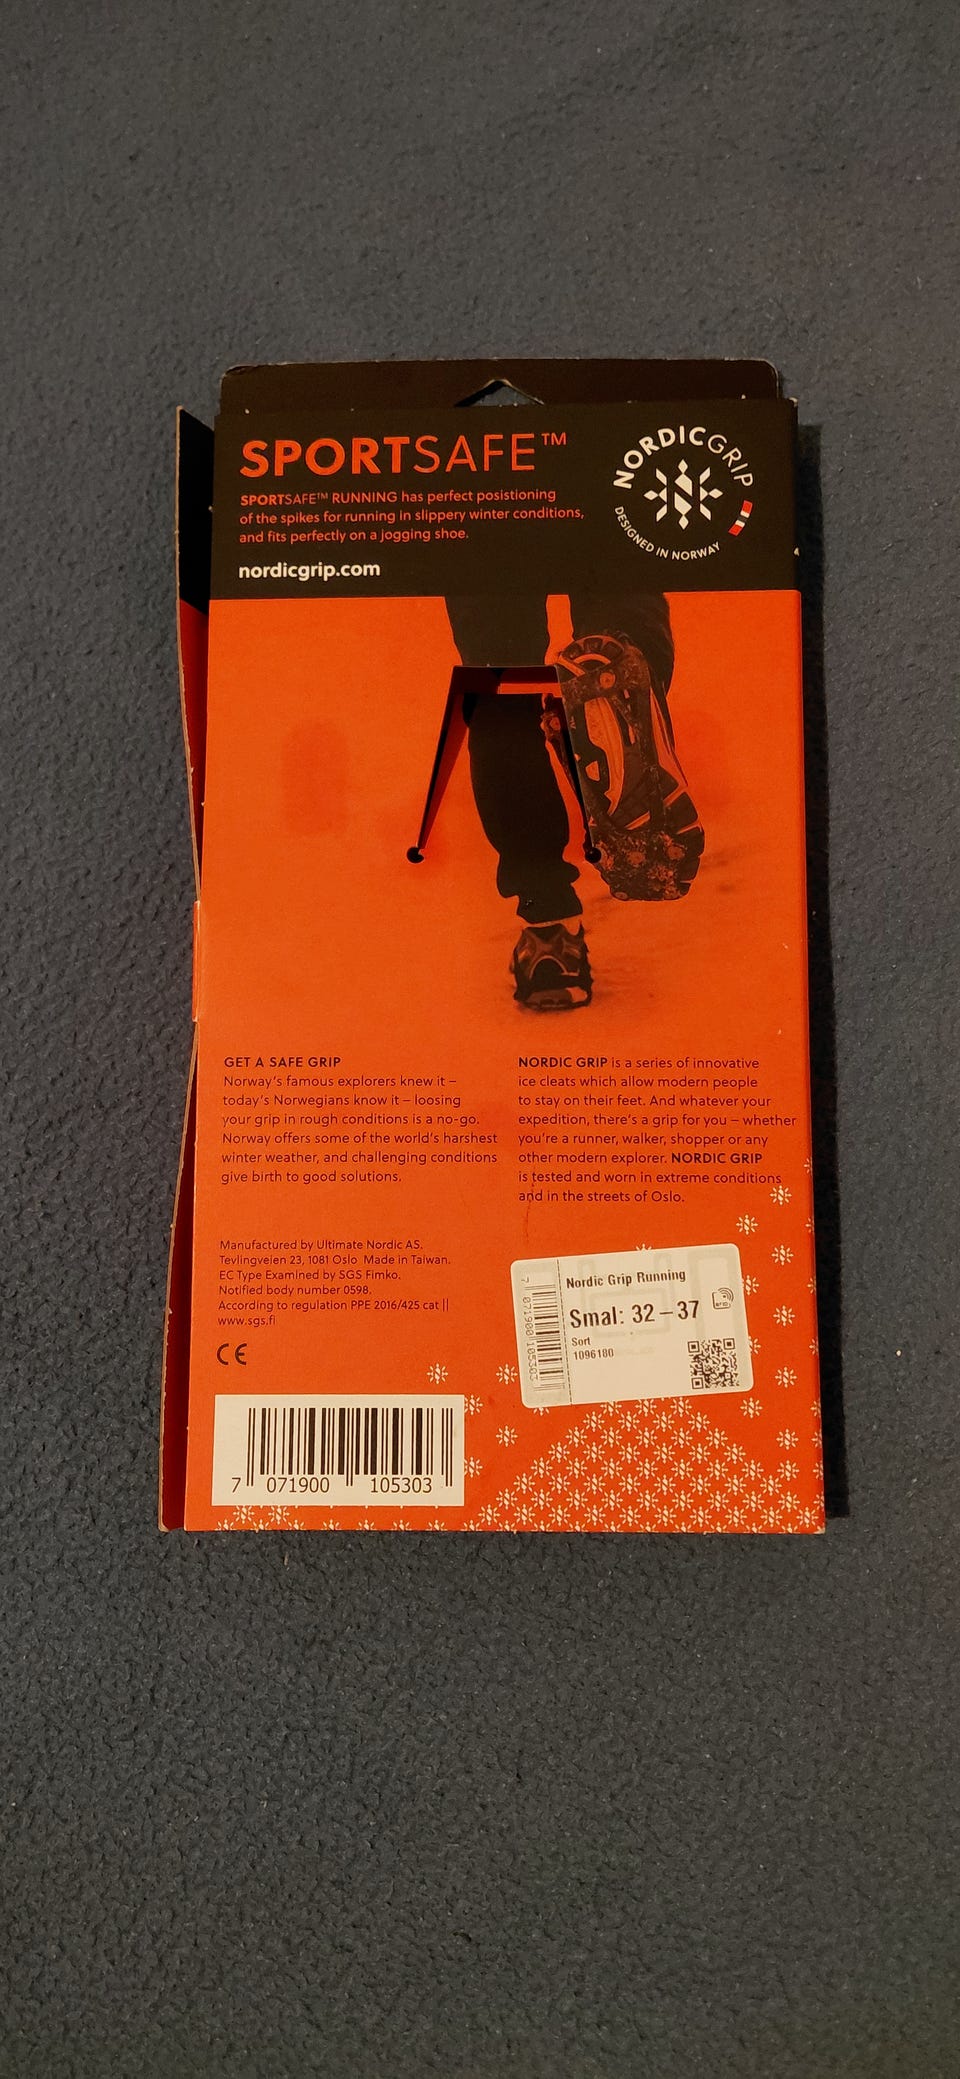 SPORTSAFE™
SPORTSAFE™ RUNNING has perfect posistioning
of the spikes for running in slippery winter conditions,
and fits perfectly on a jogging shoe.
nordicgrip.com
NORDICGRIP
DESIGNED IN NORWAY
GET A SAFE GRIP
Norway's famous explorers knew it –
today's Norwegians know it – loosing
your grip in rough conditions is a no-go.
Norway offers some of the world's harshest
winter weather, and challenging conditions
give birth to good solutions.
NORDIC GRIP is a series of innovative
ice cleats which allow modern people
to stay on their feet. And whatever your
expedition, there's a grip for you – whether
you're a runner, walker, shopper or any
other modern explorer. NORDIC GRIP
is tested and worn in extreme conditions
and in the streets of Oslo.
Manufactured by Ultimate Nordic AS,
Tevlingveien 23, 1081 Oslo Made in Taiwan.
EC Type Examined by SGS Fimko.
Notified body number 0598.
According to regulation PPE 2016/425 cat ||
www.sgs.fi
CE
7 071900 105303
Nordic Grip Running
Smal: 32 – 37
Sort
1096180
RFID
7 071900 105303